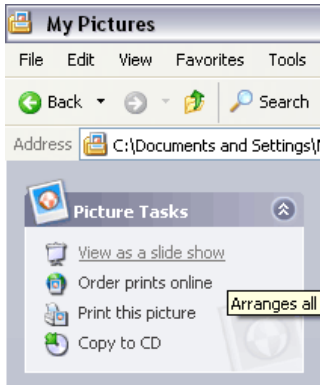 My Pictures
File Edit View Favorites Tools
Back Search
Address C:\Documents and Settings\
Picture Tasks
View as a slide show
Order prints online
Arranges all
Print this picture
Copy to CD